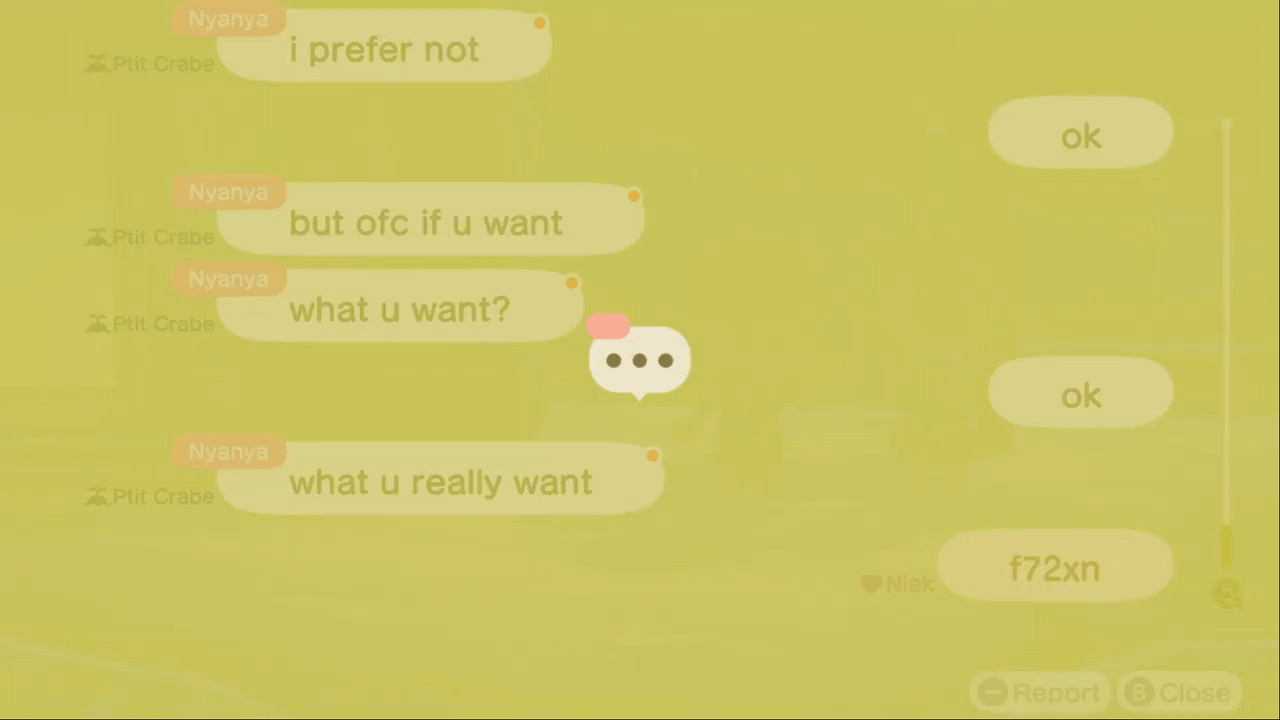 Nyanya
i prefer not
Ptit Crabe
ok
Nyanya
but ofc if u want
Ptit Crabe
Nyanya
what u want?
Ptit Crabe
ok
Nyanya
what u really want
Ptit Crabe
f72xn
Niek
Report
B Close